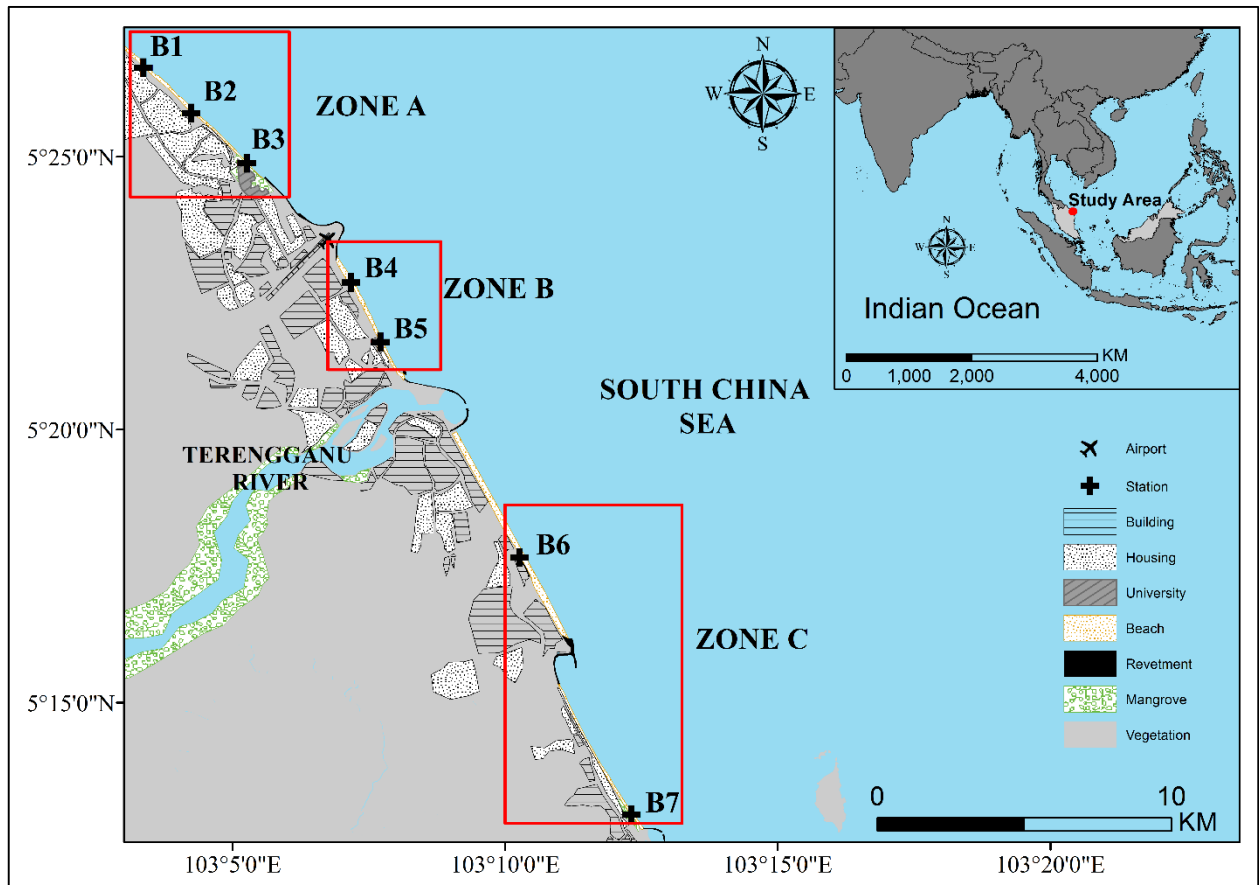 B1
B2
B3
ZONE A
B4
B5
ZONE B
SOUTH CHINA
SEA
TERENGGANU
RIVER
B6
ZONE C
B7
N
W
E
S
5°25'0"N
5°20'0"N
5°15'0"N
103°5'0"E
103°10'0"E
103°15'0"E
103°20'0"E
Study Area
N
W
E
S
Indian Ocean
KM
0
1,000
2,000
4,000
Airport
Station
Building
Housing
University
Beach
Revetment
Mangrove
Vegetation
0
10
KM